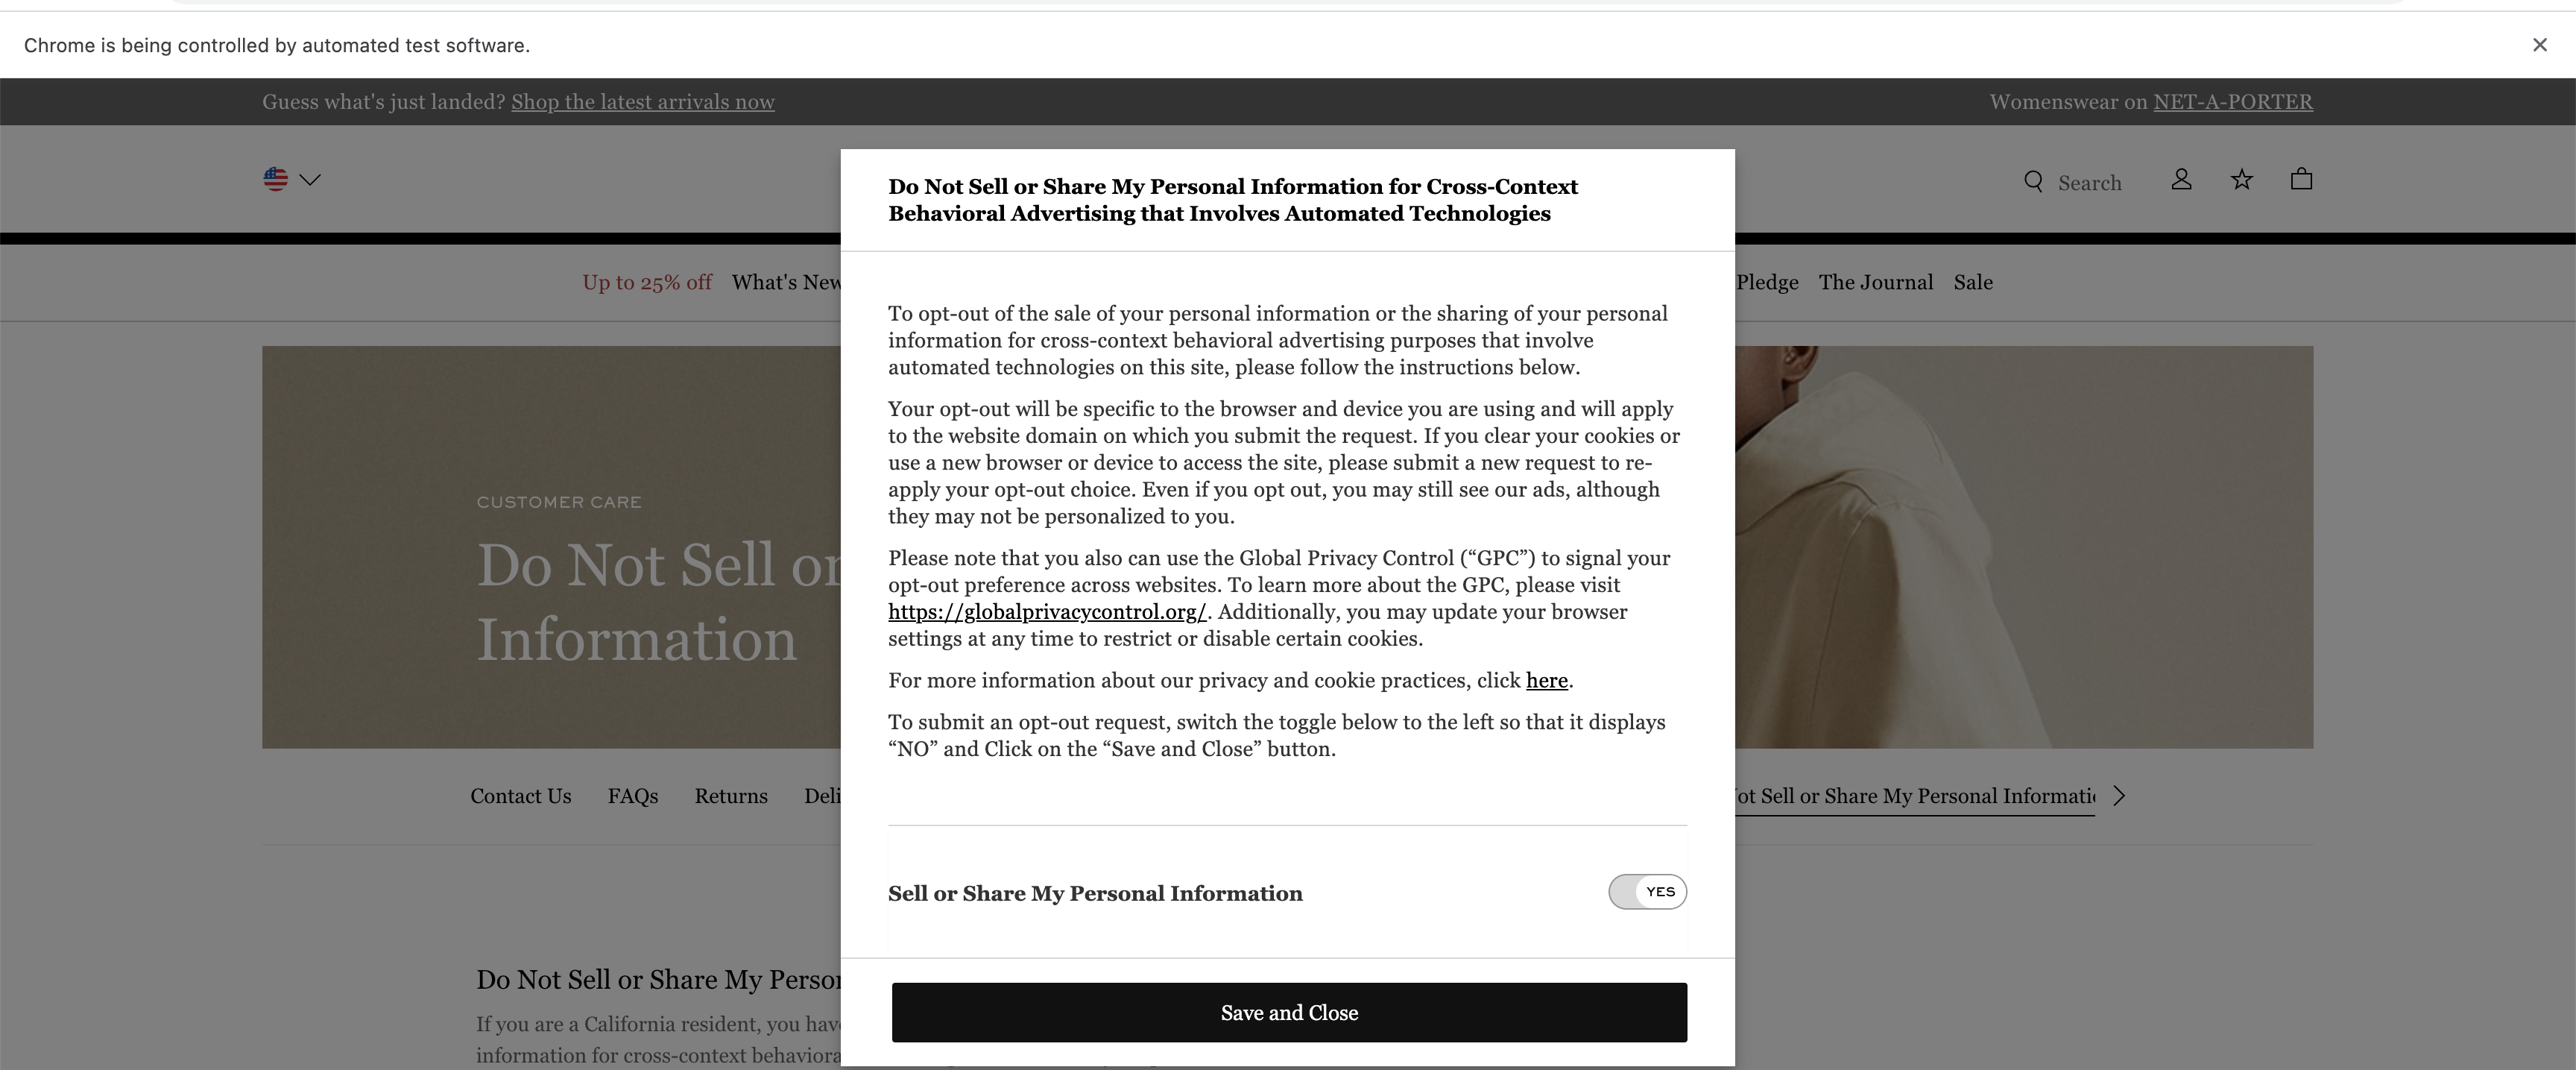 Chrome is being controlled by automated test software.
Guess what's just landed? Shop the latest arrivals now
Womenswear on NET-A-PORTER
Search
Up to 25% off What's New
Pledge The Journal Sale
CUSTOMER CARE
Do Not Sell or
Information
Contact Us FAQs Returns Deli
ot Sell or Share My Personal Informati
Do Not Sell or Share My Person
If you are a California resident, you hav
information for cross-context behaviora
Do Not Sell or Share My Personal Information for Cross-Context
Behavioral Advertising that Involves Automated Technologies
To opt-out of the sale of your personal information or the sharing of your personal
information for cross-context behavioral advertising purposes that involve
automated technologies on this site, please follow the instructions below.
Your opt-out will be specific to the browser and device you are using and will apply
to the website domain on which you submit the request. If you clear your cookies or
use a new browser or device to access the site, please submit a new request to re-
apply your opt-out choice. Even if you opt out, you may still see our ads, although
they may not be personalized to you.
Please note that you also can use the Global Privacy Control (“GPC”) to signal your
opt-out preference across websites. To learn more about the GPC, please visit
https://globalprivacycontrol.org/. Additionally, you may update your browser
settings at any time to restrict or disable certain cookies.
For more information about our privacy and cookie practices, click here.
To submit an opt-out request, switch the toggle below to the left so that it displays
“NO” and Click on the “Save and Close” button.
Sell or Share My Personal Information
YES
Save and Close